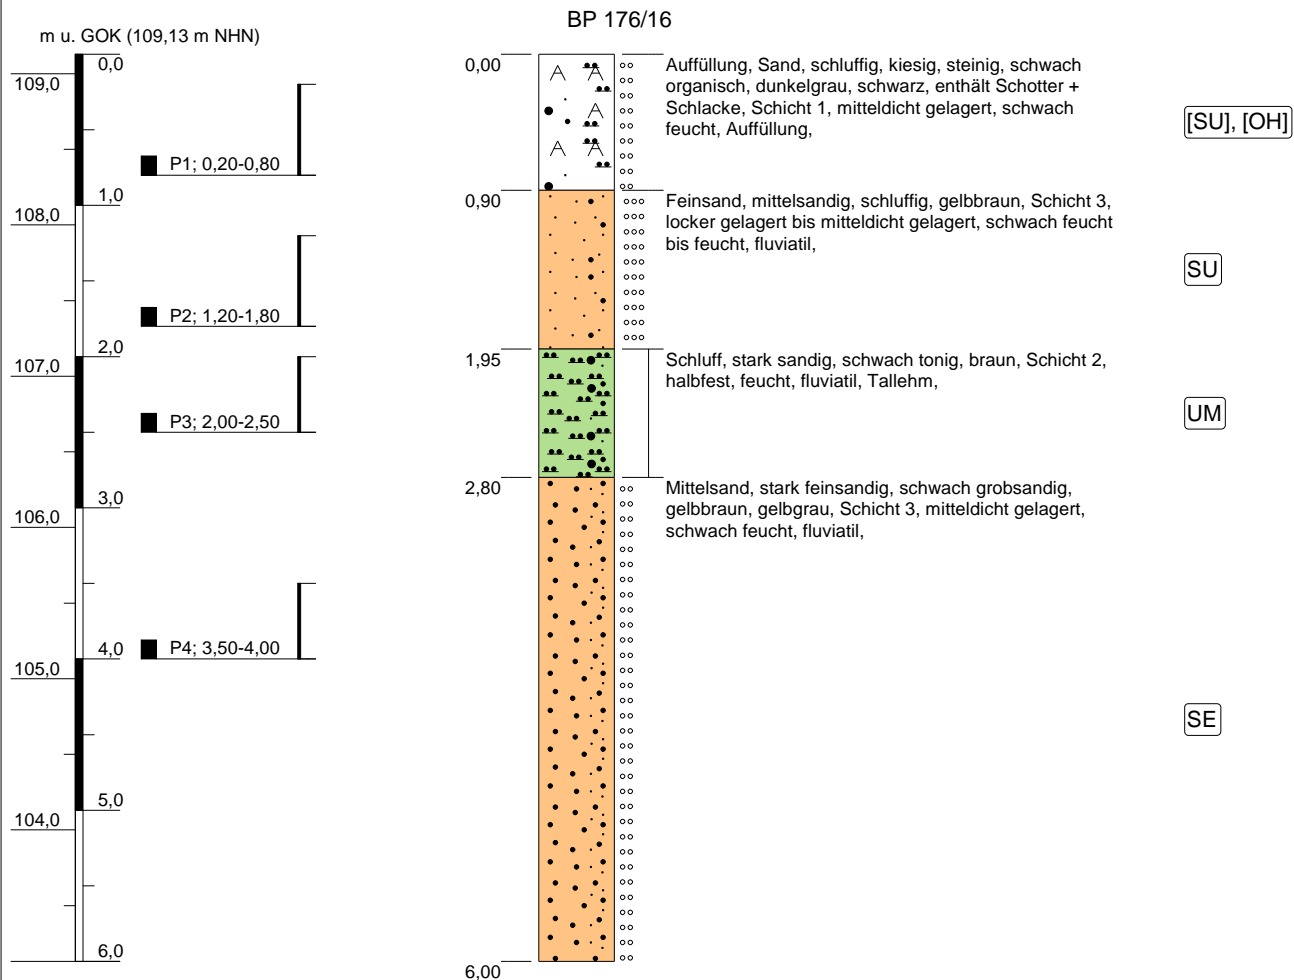 BP 176/16
m u. GOK (109,13 m NHN)
0,0
109,0
P1; 0,20-0,80
1,0
108,0
P2; 1,20-1,80
2,0
107,0
P3; 2,00-2,50
3,0
106,0
4,0
P4; 3,50-4,00
105,0
5,0
104,0
6,0
0,00
Auffüllung, Sand, schluffig, kiesig, steinig, schwach
organisch, dunkelgrau, schwarz, enthält Schotter +
Schlacke, Schicht 1, mitteldicht gelagert, schwach
feucht, Auffüllung,
[SU], [OH]
0,90
Feinsand, mittelsandig, schluffig, gelbbraun, Schicht 3,
locker gelagert bis mitteldicht gelagert, schwach feucht
bis feucht, fluviatil,
SU
1,95
Schluff, stark sandig, schwach tonig, braun, Schicht 2,
halbfest, feucht, fluviatil, Tallehm,
UM
2,80
Mittelsand, stark feinsandig, schwach grobsandig,
gelbbraun, gelbgrau, Schicht 3, mitteldicht gelagert,
schwach feucht, fluviatil,
SE
6,00